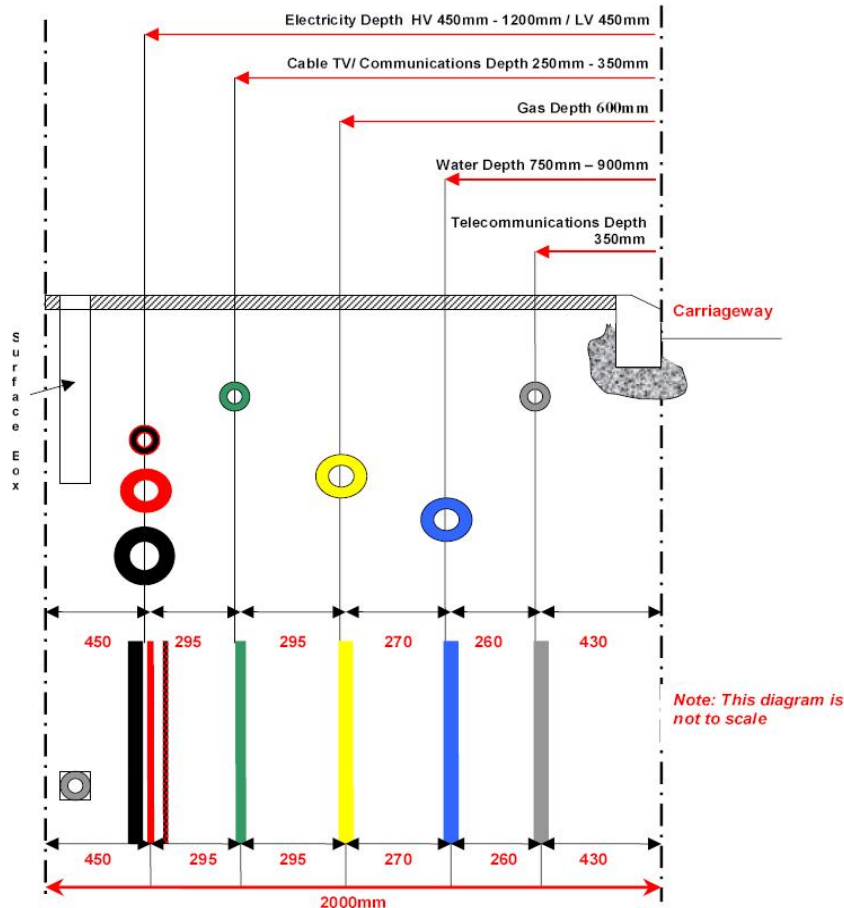 Electricity Depth HV 450mm - 1200mm / LV 450mm
Cable TV/ Communications Depth 250mm - 350mm
Gas Depth 600mm
Water Depth 750mm – 900mm
Telecommunications Depth
350mm
Carriageway
Surface Box
450 295 295 270 260 430
Note: This diagram is
not to scale
450 295 295 270 260 430
2000mm